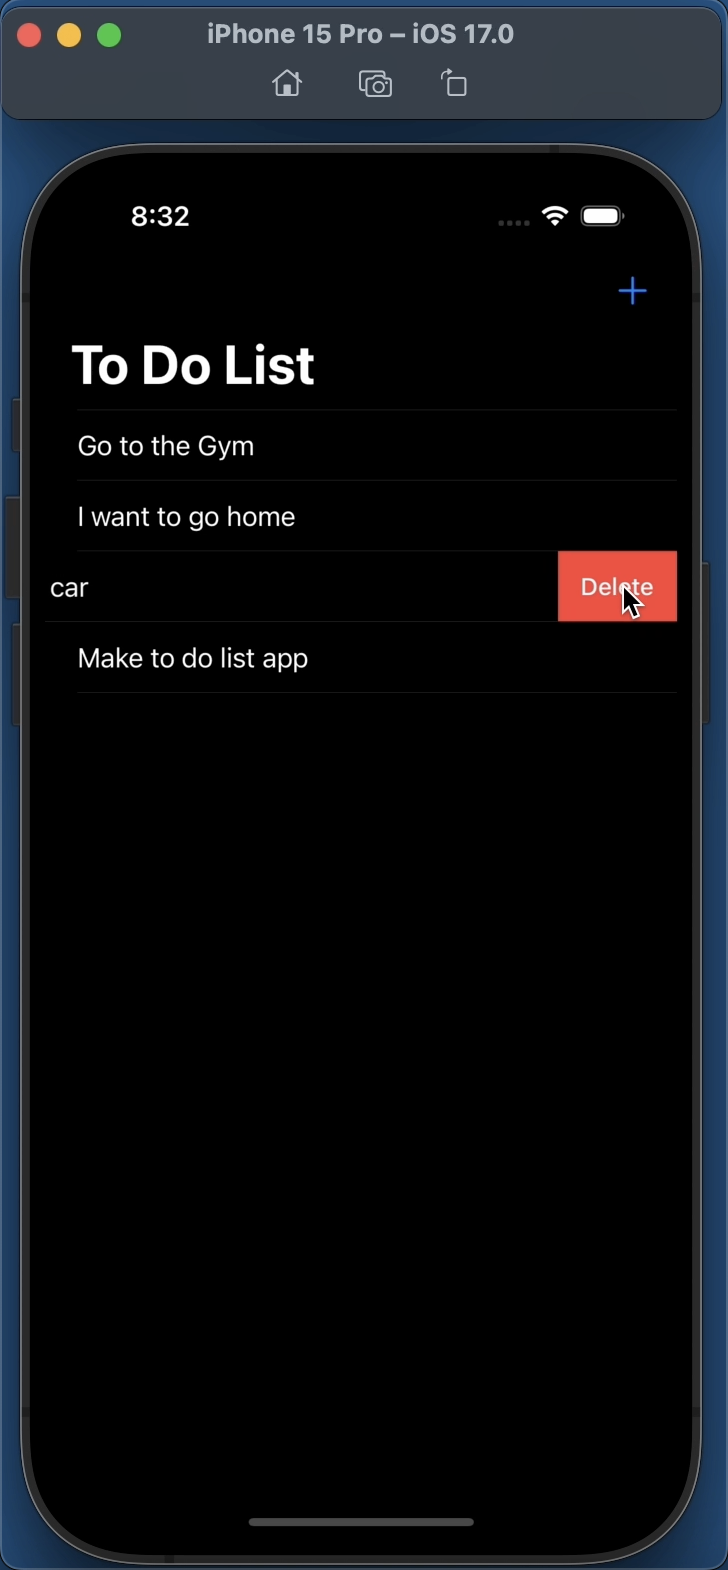 iPhone 15 Pro – iOS 17.0
8:32
To Do List
Go to the Gym
I want to go home
car
Delete
Make to do list app